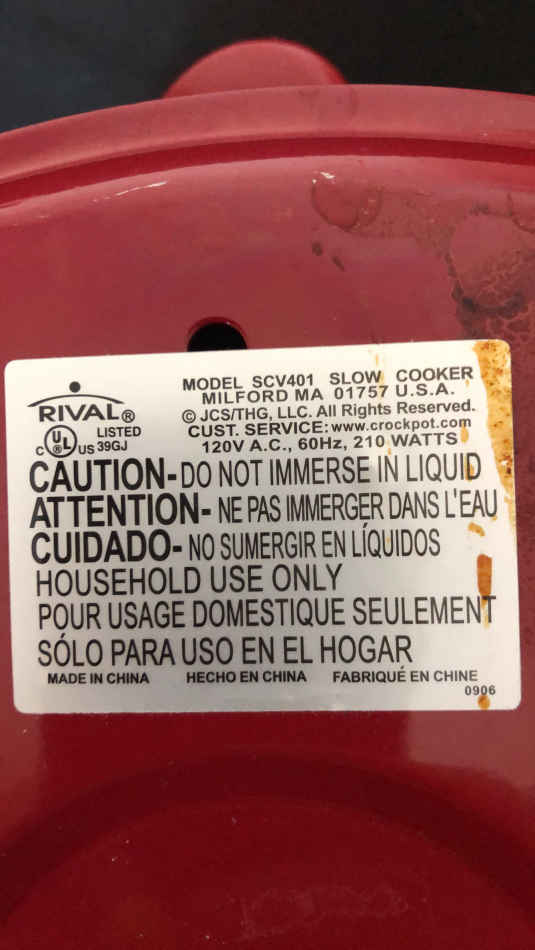 MODEL SCV401 SLOW COOKER
MILFORD MA 01757 U.S.A.
RIVAL®
© JCS/THG, LLC. All Rights Reserved.
C UL® US LISTED 39GJ
CUST. SERVICE: www.crockpot.com
120V A.C., 60Hz, 210 WATTS
CAUTION-DO NOT IMMERSE IN LIQUID
ATTENTION- NE PAS IMMERGER DANS L'EAU
CUIDADO- NO SUMERGIR EN LÍQUIDOS
HOUSEHOLD USE ONLY
POUR USAGE DOMESTIQUE SEULEMENT
SÓLO PARA USO EN EL HOGAR
MADE IN CHINA HECHO EN CHINA FABRIQUÉ EN CHINE
0906